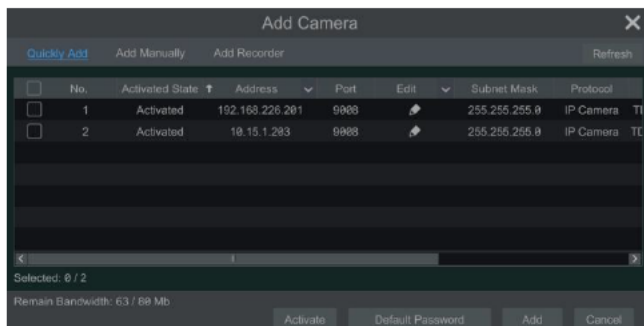 Add Camera
Quickly Add Add Manually Add Recorder Refresh
No. Activated State Address Port Edit Subnet Mask Protocol
1 Activated 192.168.226.201 9008 255.255.255.0 IP Camera
2 Activated 10.15.1.203 9008 255.255.255.0 IP Camera
Selected: 0 / 2
Remain Bandwidth: 63 / 80 Mb
Activate Default Password Add Cancel